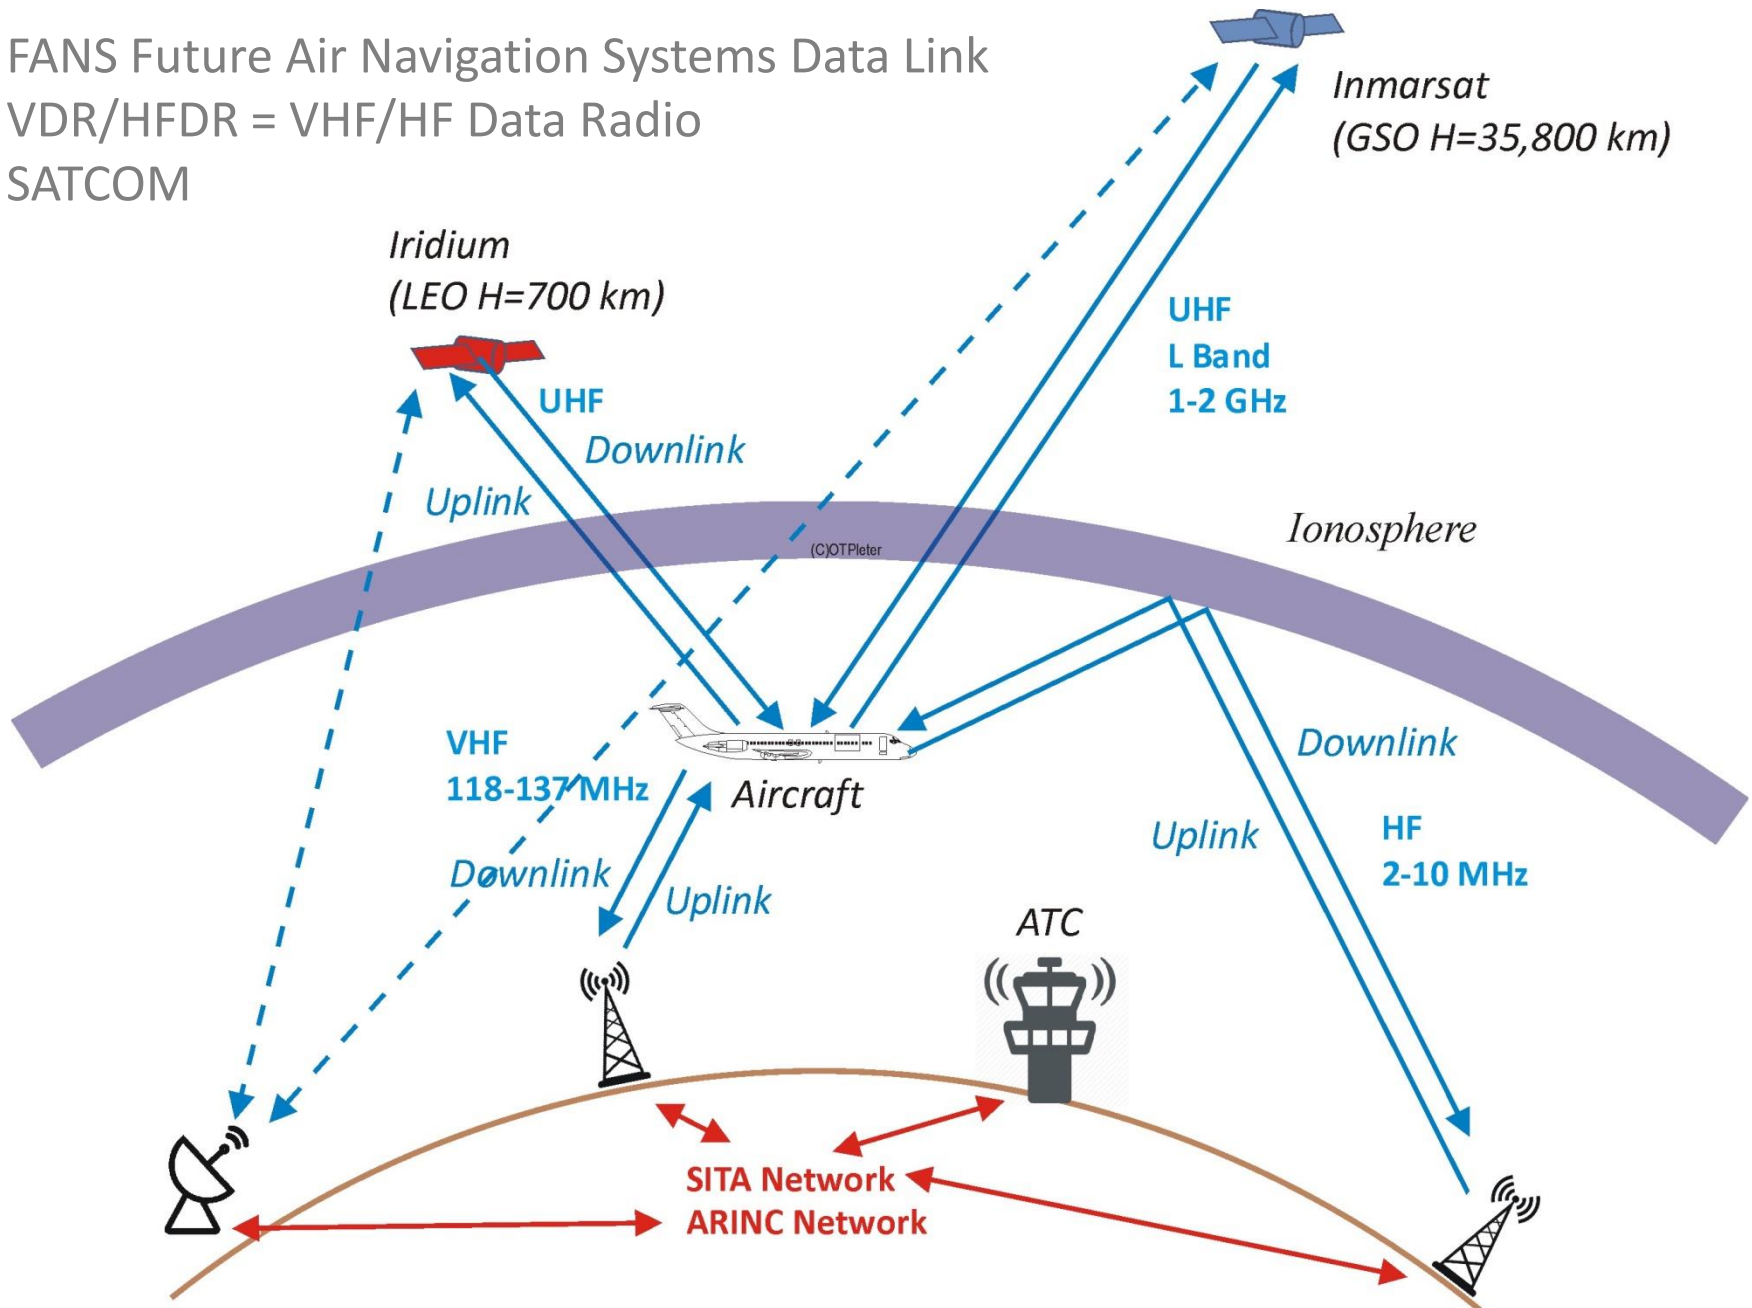 FANS Future Air Navigation Systems Data Link
VDR/HFDR = VHF/HF Data Radio
SATCOM
Inmarsat
(GSO H=35,800 km)
Iridium
(LEO H=700 km)
UHF
L Band
1-2 GHz
UHF
Downlink
Uplink
Ionosphere
(C)OTPleter
VHF
118-137 MHz
Aircraft
Downlink
Uplink
Downlink
Uplink
HF
2-10 MHz
ATC
SITA Network
ARINC Network